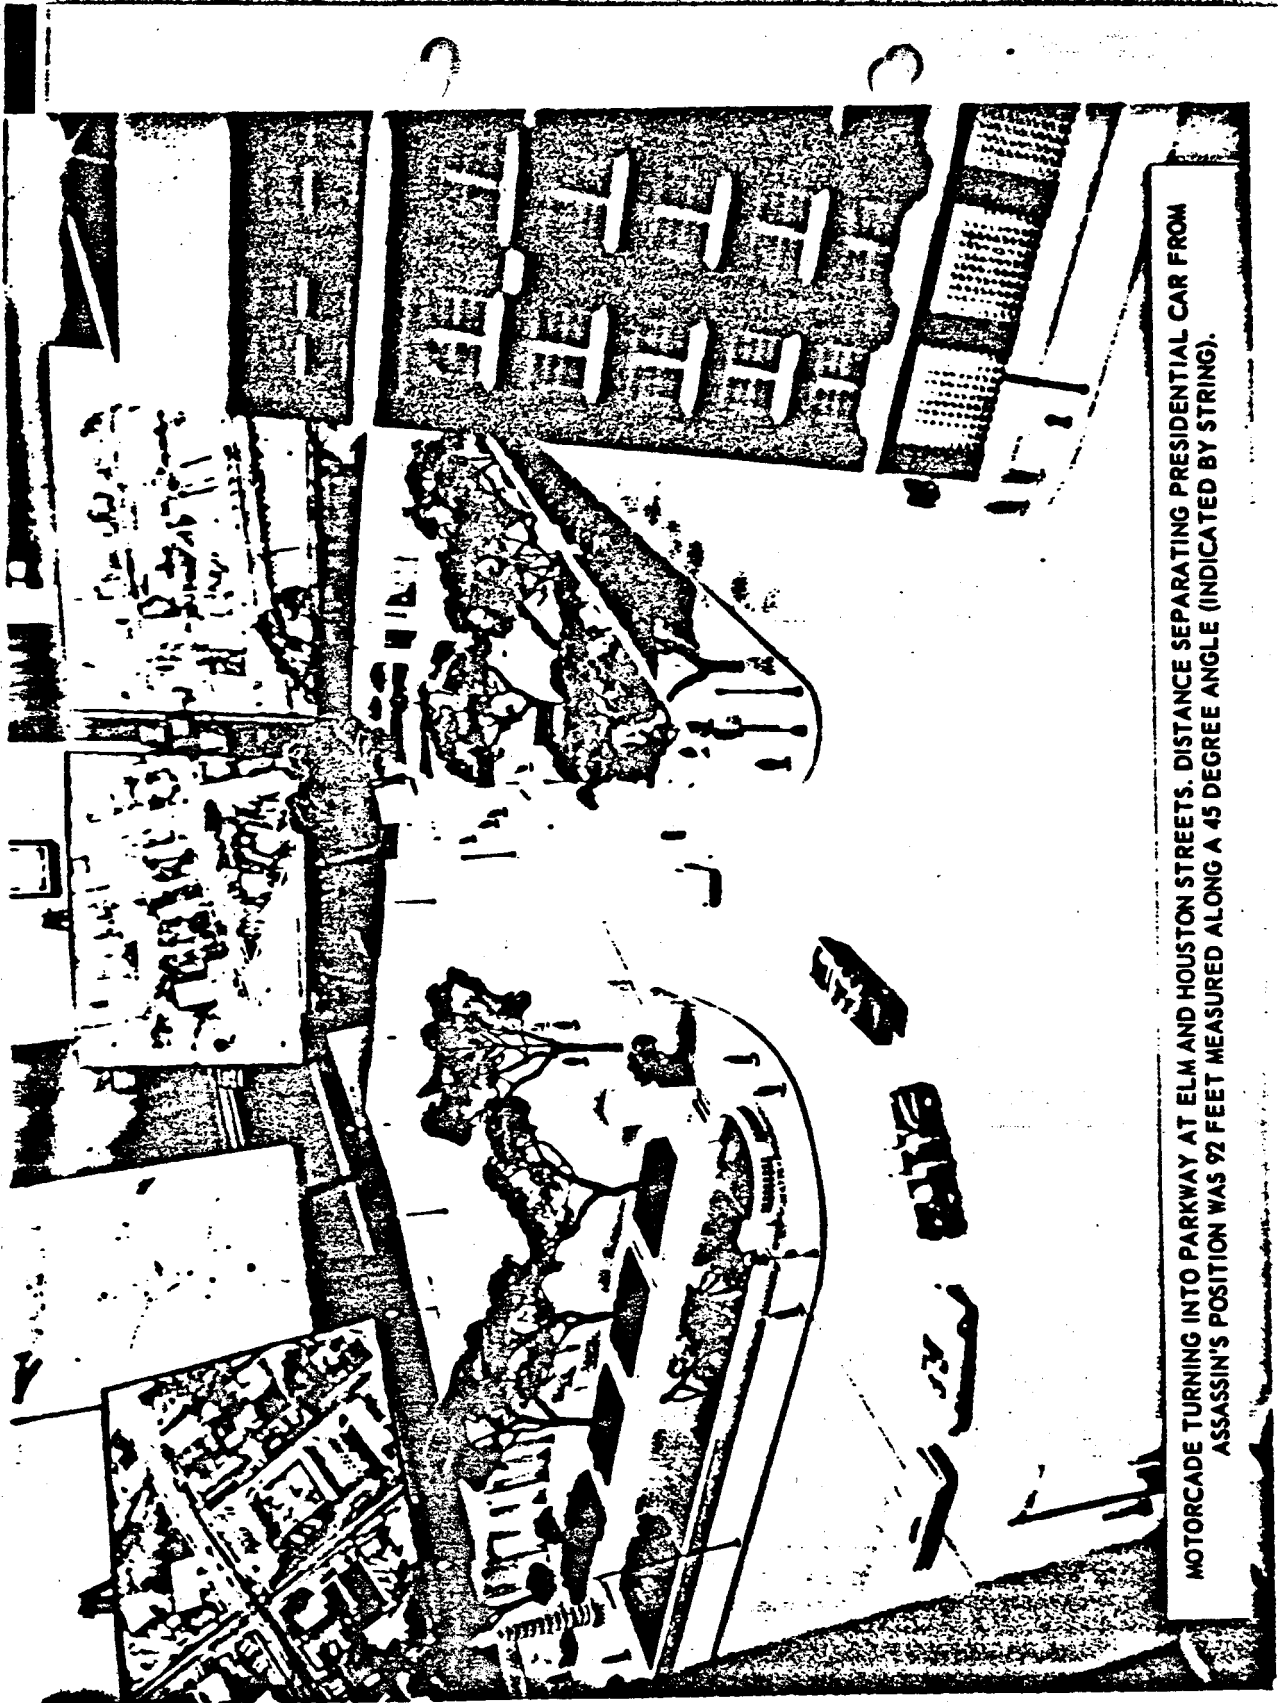 MOTORCADE TURNING INTO PARKWAY AT ELM AND HOUSTON STREETS. DISTANCE SEPARATING PRESIDENTIAL CAR FROM
ASSASSIN'S POSITION WAS 92 FEET MEASURED ALONG A 45 DEGREE ANGLE (INDICATED BY STRING).